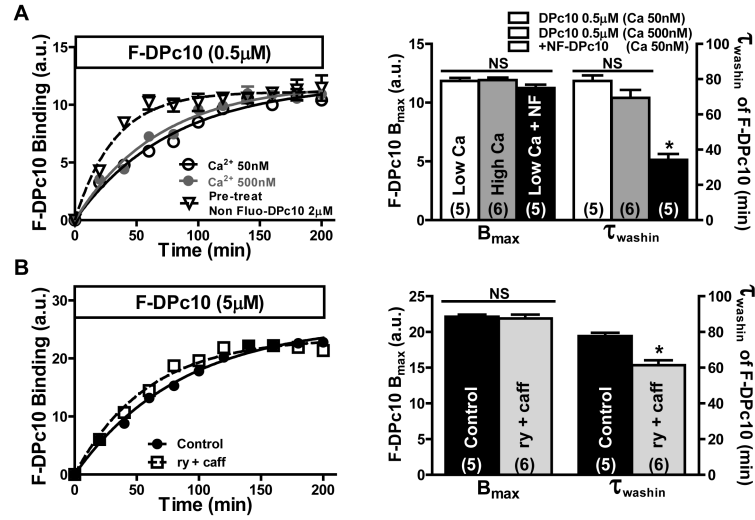 A
F-DPc10 (0.5μM)
F-DPc10 Binding (a.u.)
15
10
5
0
Ca²⁺ 50nM
Ca²⁺ 500nM
Pre-treat
Non Fluo-DPc10 2μM
0 50 100 150 200
Time (min)
DPc10 0.5μM (Ca 50nM)
DPc10 0.5μM (Ca 500nM)
+NF-DPc10 (Ca 50nM)
F-DPc10 Bmax (a.u.)
15
10
5
0
NS
NS
*
Low Ca
High Ca
Low Ca + NF
(5) (6) (5) (5) (6) (5)
Bmax
τwashin
100
80
60
40
20
0
τwashin of F-DPc10 (min)
B
F-DPc10 (5μM)
F-DPc10 Binding (a.u.)
30
20
10
0
Control
ry + caff
0 50 100 150 200
Time (min)
F-DPc10 Bmax (a.u.)
25
20
15
10
5
0
NS
*
Control
ry + caff
Control
ry + caff
(5) (6) (5) (6)
Bmax
τwashin
100
80
60
40
20
0
τwashin of F-DPc10 (min)